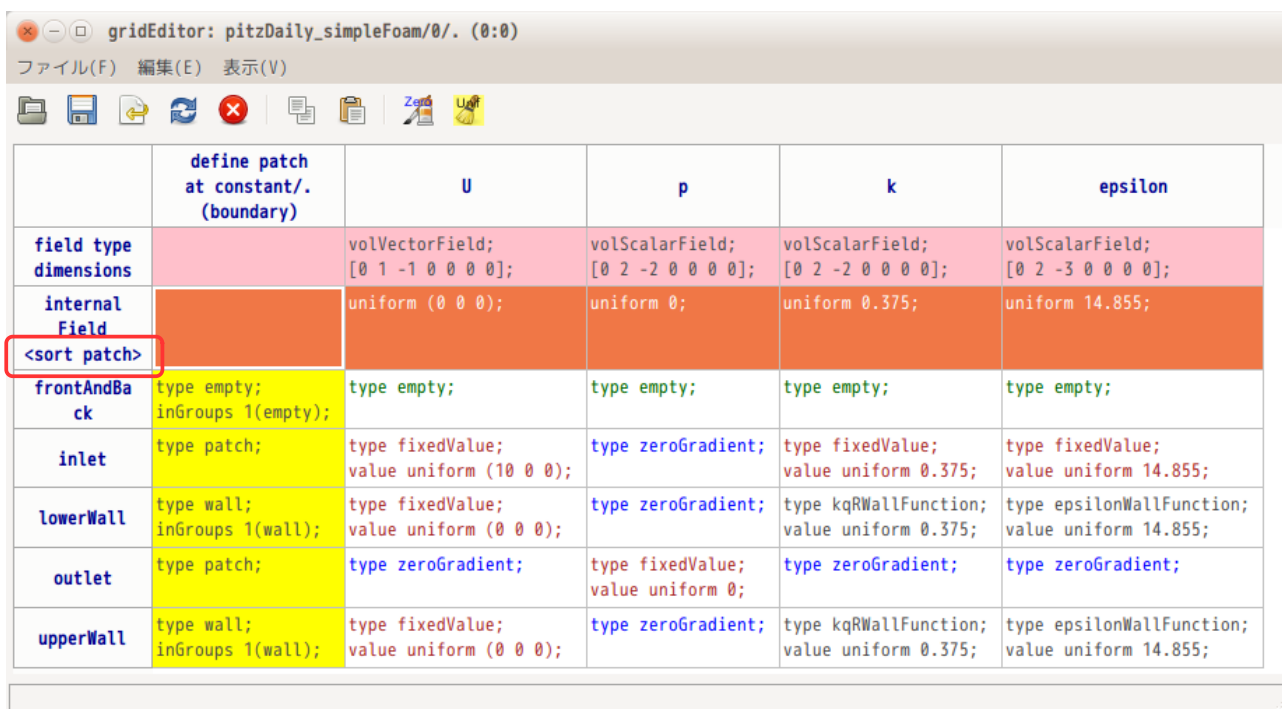 gridEditor: pitzDaily_simpleFoam/0/. (0:0)
ファイル(F) 編集(E) 表示(V)
Zero
Unif
define patch
at constant/.
(boundary)
U
p
k
epsilon
field type
dimensions
volVectorField;
[0 1 -1 0 0 0 0];
volScalarField;
[0 2 -2 0 0 0 0];
volScalarField;
[0 2 -2 0 0 0 0];
volScalarField;
[0 2 -3 0 0 0 0];
internal
Field
<sort patch>
uniform (0 0 0);
uniform 0;
uniform 0.375;
uniform 14.855;
frontAndBa
ck
type empty;
inGroups 1(empty);
type empty;
type empty;
type empty;
type empty;
inlet
type patch;
type fixedValue;
value uniform (10 0 0);
type zeroGradient;
type fixedValue;
value uniform 0.375;
type fixedValue;
value uniform 14.855;
lowerWall
type wall;
inGroups 1(wall);
type fixedValue;
value uniform (0 0 0);
type zeroGradient;
type kqRWallFunction;
value uniform 0.375;
type epsilonWallFunction;
value uniform 14.855;
outlet
type patch;
type zeroGradient;
type fixedValue;
value uniform 0;
type zeroGradient;
type zeroGradient;
upperWall
type wall;
inGroups 1(wall);
type fixedValue;
value uniform (0 0 0);
type zeroGradient;
type kqRWallFunction;
value uniform 0.375;
type epsilonWallFunction;
value uniform 14.855;